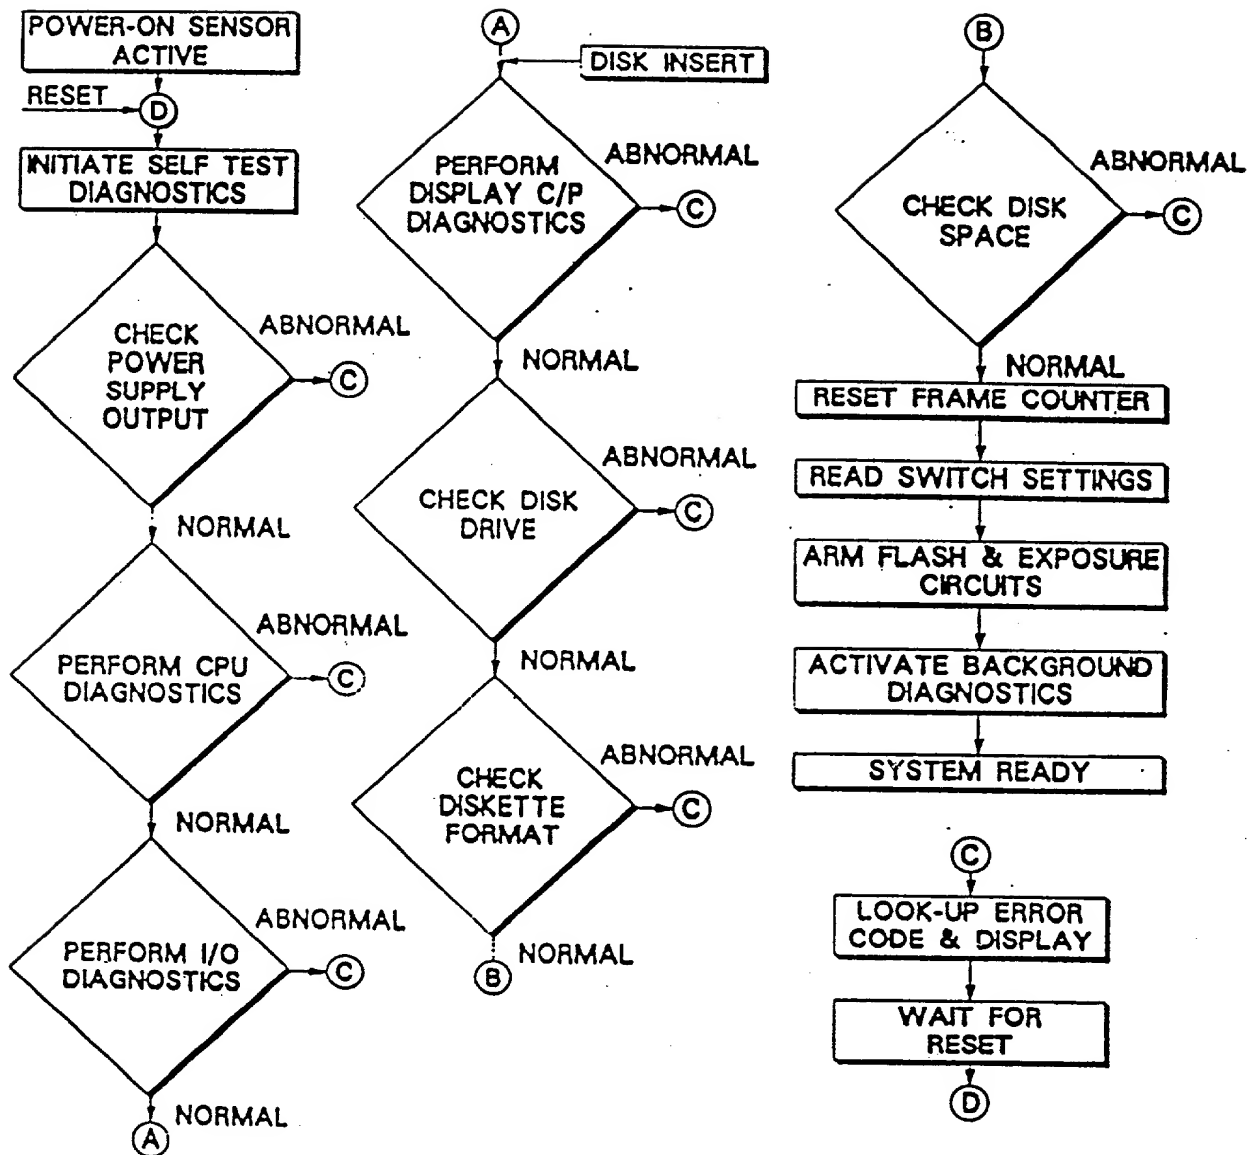 POWER-ON SENSOR
ACTIVE
RESET
D
INITIATE SELF TEST
DIAGNOSTICS
CHECK
POWER
SUPPLY
OUTPUT
ABNORMAL
C
NORMAL
PERFORM CPU
DIAGNOSTICS
ABNORMAL
C
NORMAL
PERFORM I/O
DIAGNOSTICS
ABNORMAL
C
NORMAL
A
A
DISK INSERT
PERFORM
DISPLAY C/P
DIAGNOSTICS
ABNORMAL
C
NORMAL
CHECK DISK
DRIVE
ABNORMAL
C
NORMAL
CHECK
DISKETTE
FORMAT
ABNORMAL
C
NORMAL
B
B
CHECK DISK
SPACE
ABNORMAL
C
NORMAL
RESET FRAME COUNTER
READ SWITCH SETTINGS
ARM FLASH & EXPOSURE
CIRCUITS
ACTIVATE BACKGROUND
DIAGNOSTICS
SYSTEM READY
C
LOOK-UP ERROR
CODE & DISPLAY
WAIT FOR
RESET
D